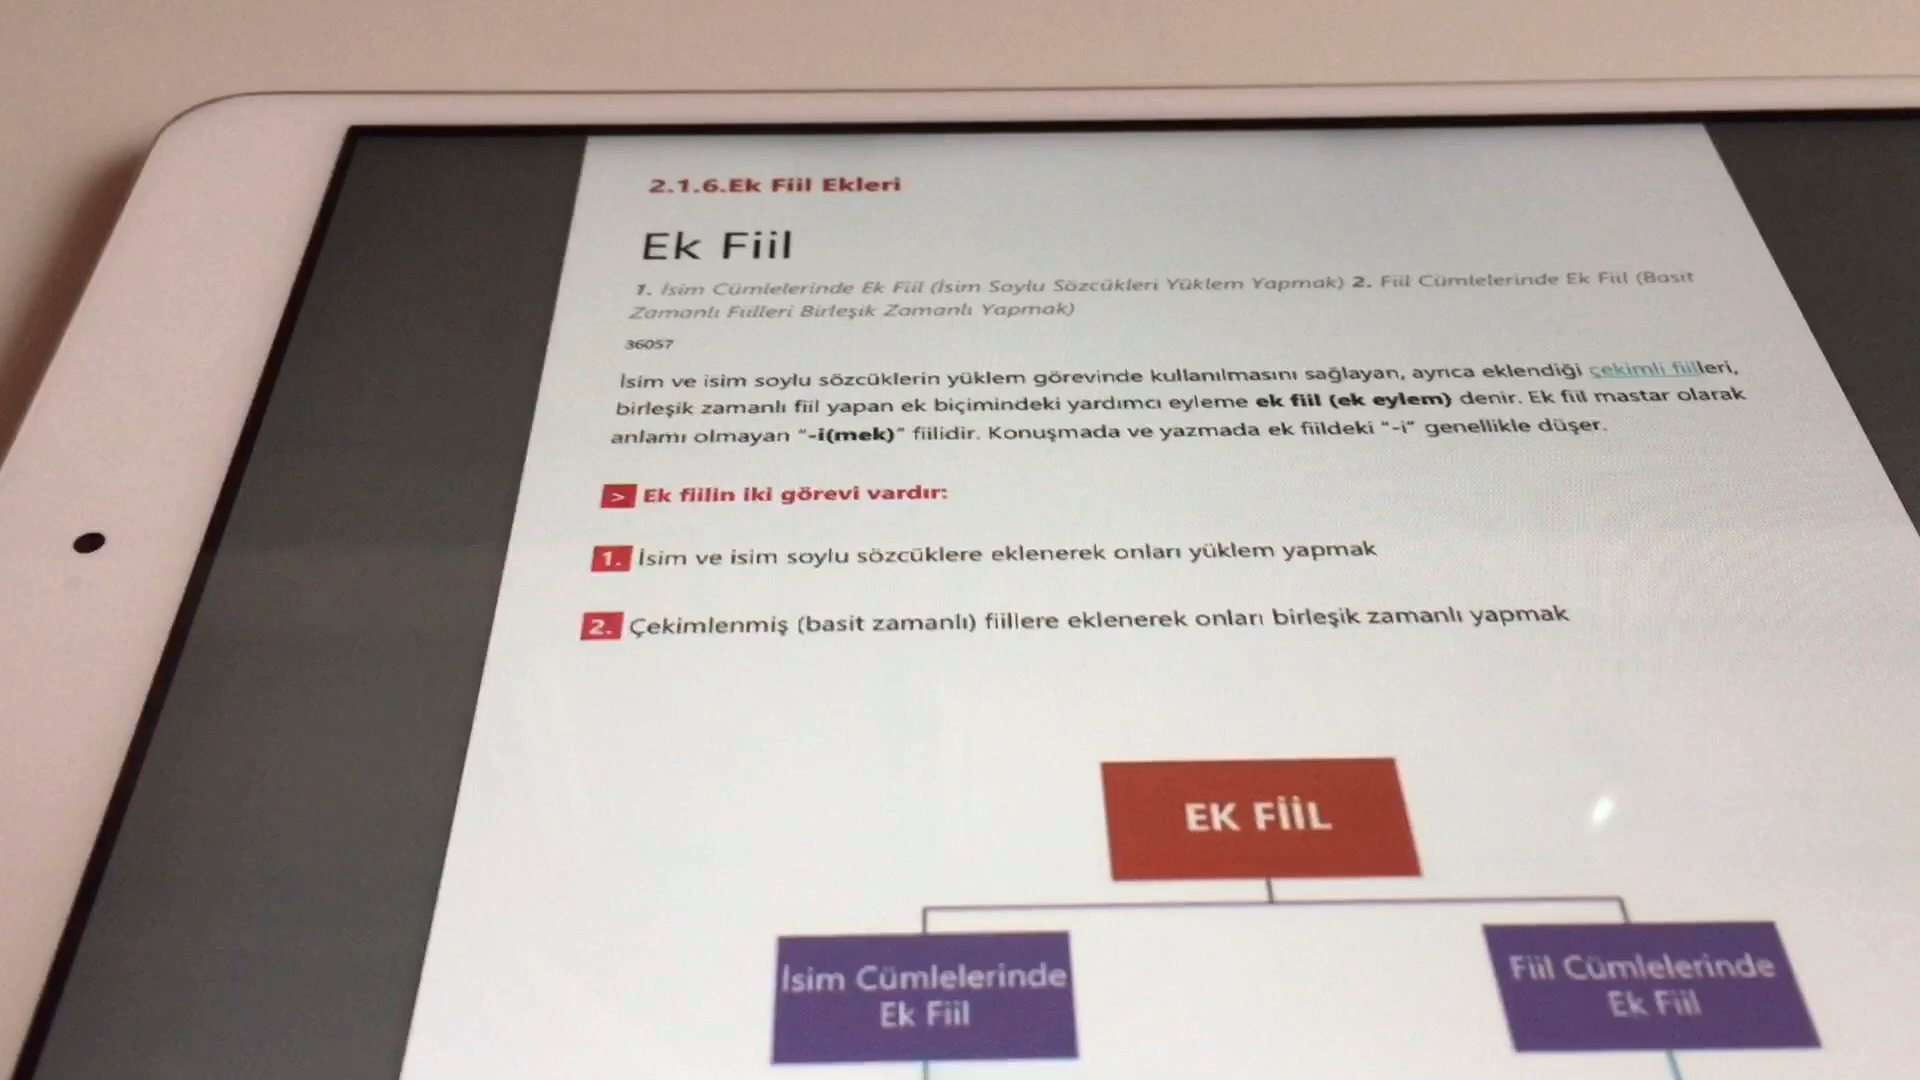 2.1.6.Ek Fiil Ekleri
Ek Fiil
1. İsim Cümlelerinde Ek Fiil (İsim Soylu Sözcükleri Yüklem Yapmak) 2. Fiil Cümlelerinde Ek Fiil (Basit
Zamanlı Fiilleri Birleşik Zamanlı Yapmak)
36057
İsim ve isim soylu sözcüklerin yüklem görevinde kullanılmasını sağlayan, ayrıca eklendiği çekimli fiilleri,
birleşik zamanlı fiil yapan ek biçimindeki yardımcı eyleme ek fiil (ek eylem) denir. Ek fiil mastar olarak
anlamı olmayan "-i(mek)" fiilidir. Konuşmada ve yazmada ek fiildeki "-i" genellikle düşer.
> Ek fiilin iki görevi vardır:
1. İsim ve isim soylu sözcüklere eklenerek onları yüklem yapmak
2. Çekimlenmiş (basit zamanlı) fiillere eklenerek onları birleşik zamanlı yapmak
EK FİİL
İsim Cümlelerinde
Ek Fiil
Fiil Cümlelerinde
Ek Fiil